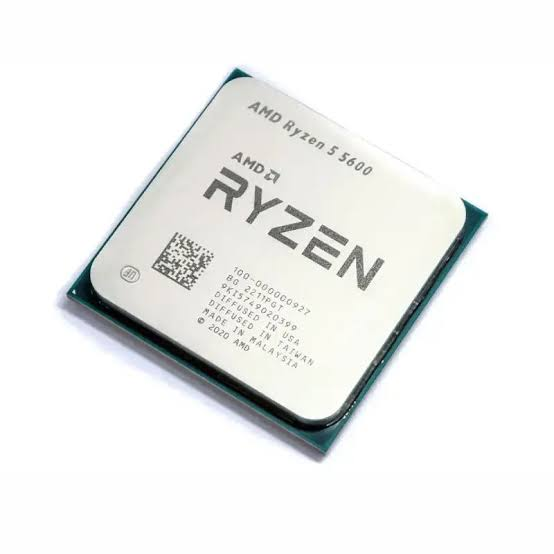 AMD Ryzen 5 5600
AMD
RYZEN
100-000000927
BG 2211PGT
9KI5749020399
DIFFUSED IN USA
DIFFUSED IN TAIWAN
MADE IN MALAYSIA
© 2020 AMD